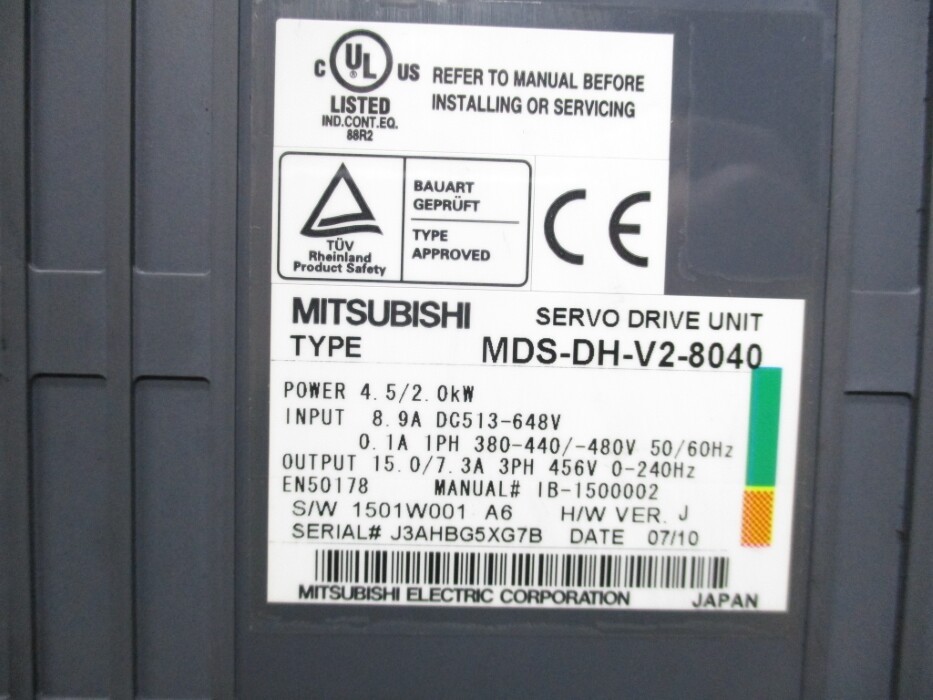 C UL® US
LISTED
IND.CONT.EQ.
88R2
REFER TO MANUAL BEFORE
INSTALLING OR SERVICING
TÜV
Rheinland
Product Safety
BAUART
GEPRÜFT
TYPE
APPROVED
CE
MITSUBISHI SERVO DRIVE UNIT
TYPE MDS-DH-V2-8040
POWER 4.5/2.0kW
INPUT 8.9A DC513-648V
0.1A 1PH 380-440/-480V 50/60Hz
OUTPUT 15.0/7.3A 3PH 456V 0-240Hz
EN50178 MANUAL# IB-1500002
S/W 1501W001 A6 H/W VER. J
SERIAL# J3AHBG5XG7B DATE 07/10
MITSUBISHI ELECTRIC CORPORATION JAPAN